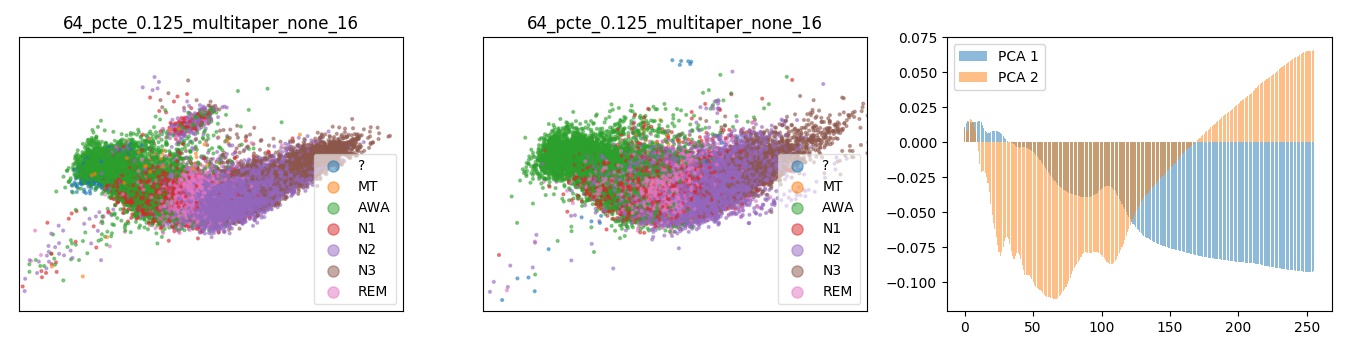 64_pcte_0.125_multitaper_none_16
?
MT
AWA
N1
N2
N3
REM
64_pcte_0.125_multitaper_none_16
?
MT
AWA
N1
N2
N3
REM
PCA 1
PCA 2
0.075
0.050
0.025
0.000
−0.025
−0.050
−0.075
−0.100
0 50 100 150 200 250